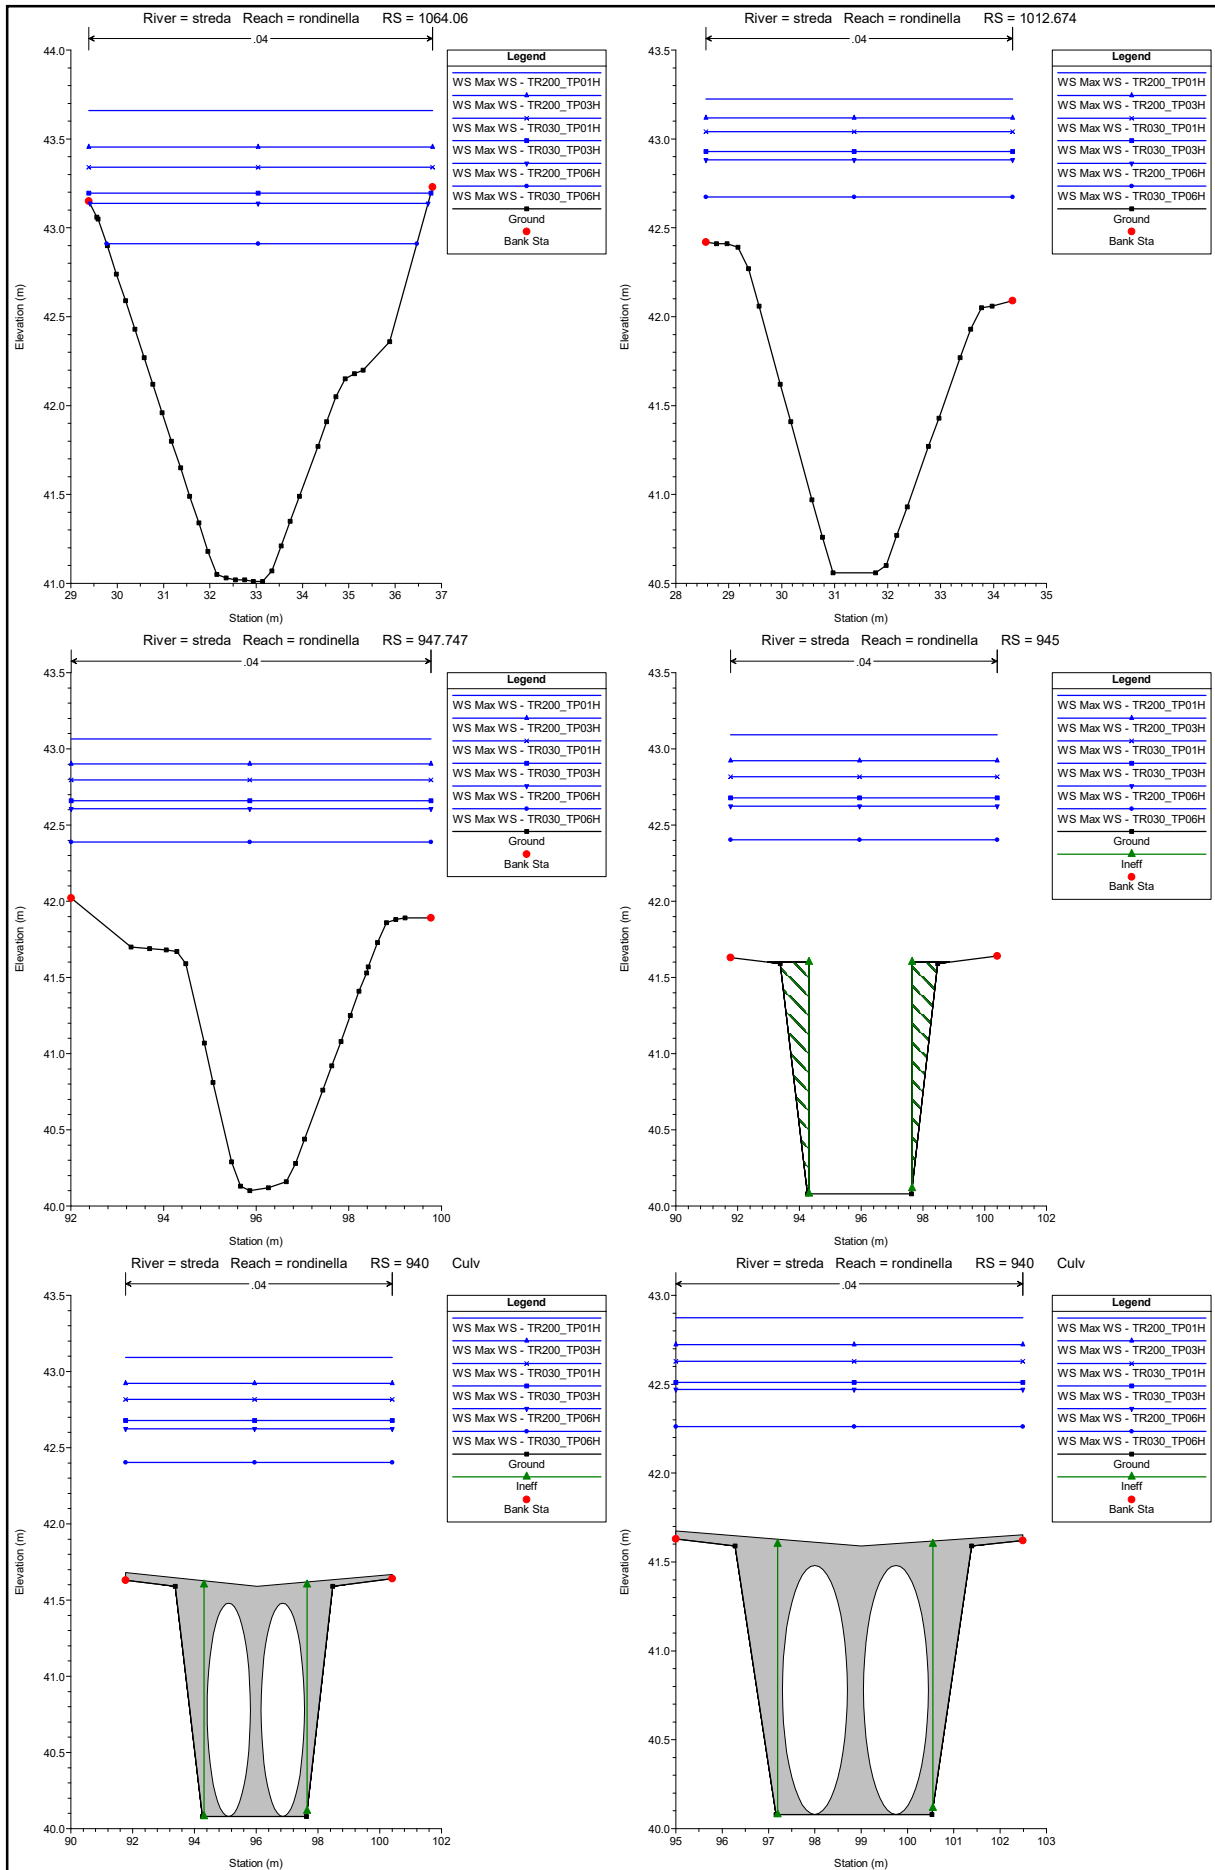 River = streda Reach = rondinella RS = 1064.06
.04
44.0
43.5
43.0
42.5
42.0
41.5
41.0
29 30 31 32 33 34 35 36 37
Station (m)
Elevation (m)
Legend
WS Max WS - TR200_TP01H
WS Max WS - TR200_TP03H
WS Max WS - TR030_TP01H
WS Max WS - TR030_TP03H
WS Max WS - TR200_TP06H
WS Max WS - TR030_TP06H
Ground
Bank Sta
River = streda Reach = rondinella RS = 1012.674
.04
43.5
43.0
42.5
42.0
41.5
41.0
40.5
28 29 30 31 32 33 34 35
Station (m)
Elevation (m)
Legend
WS Max WS - TR200_TP01H
WS Max WS - TR200_TP03H
WS Max WS - TR030_TP01H
WS Max WS - TR030_TP03H
WS Max WS - TR200_TP06H
WS Max WS - TR030_TP06H
Ground
Bank Sta
River = streda Reach = rondinella RS = 947.747
.04
43.5
43.0
42.5
42.0
41.5
41.0
40.5
40.0
92 94 96 98 100
Station (m)
Elevation (m)
Legend
WS Max WS - TR200_TP01H
WS Max WS - TR200_TP03H
WS Max WS - TR030_TP01H
WS Max WS - TR030_TP03H
WS Max WS - TR200_TP06H
WS Max WS - TR030_TP06H
Ground
Bank Sta
River = streda Reach = rondinella RS = 945
.04
43.5
43.0
42.5
42.0
41.5
41.0
40.5
40.0
90 92 94 96 98 100 102
Station (m)
Elevation (m)
Legend
WS Max WS - TR200_TP01H
WS Max WS - TR200_TP03H
WS Max WS - TR030_TP01H
WS Max WS - TR030_TP03H
WS Max WS - TR200_TP06H
WS Max WS - TR030_TP06H
Ground
Ineff
Bank Sta
River = streda Reach = rondinella RS = 940 Culv
.04
43.5
43.0
42.5
42.0
41.5
41.0
40.5
40.0
90 92 94 96 98 100 102
Station (m)
Elevation (m)
Legend
WS Max WS - TR200_TP01H
WS Max WS - TR200_TP03H
WS Max WS - TR030_TP01H
WS Max WS - TR030_TP03H
WS Max WS - TR200_TP06H
WS Max WS - TR030_TP06H
Ground
Ineff
Bank Sta
River = streda Reach = rondinella RS = 940 Culv
.04
43.0
42.5
42.0
41.5
41.0
40.5
40.0
95 96 97 98 99 100 101 102 103
Station (m)
Elevation (m)
Legend
WS Max WS - TR200_TP01H
WS Max WS - TR200_TP03H
WS Max WS - TR030_TP01H
WS Max WS - TR030_TP03H
WS Max WS - TR200_TP06H
WS Max WS - TR030_TP06H
Ground
Ineff
Bank Sta